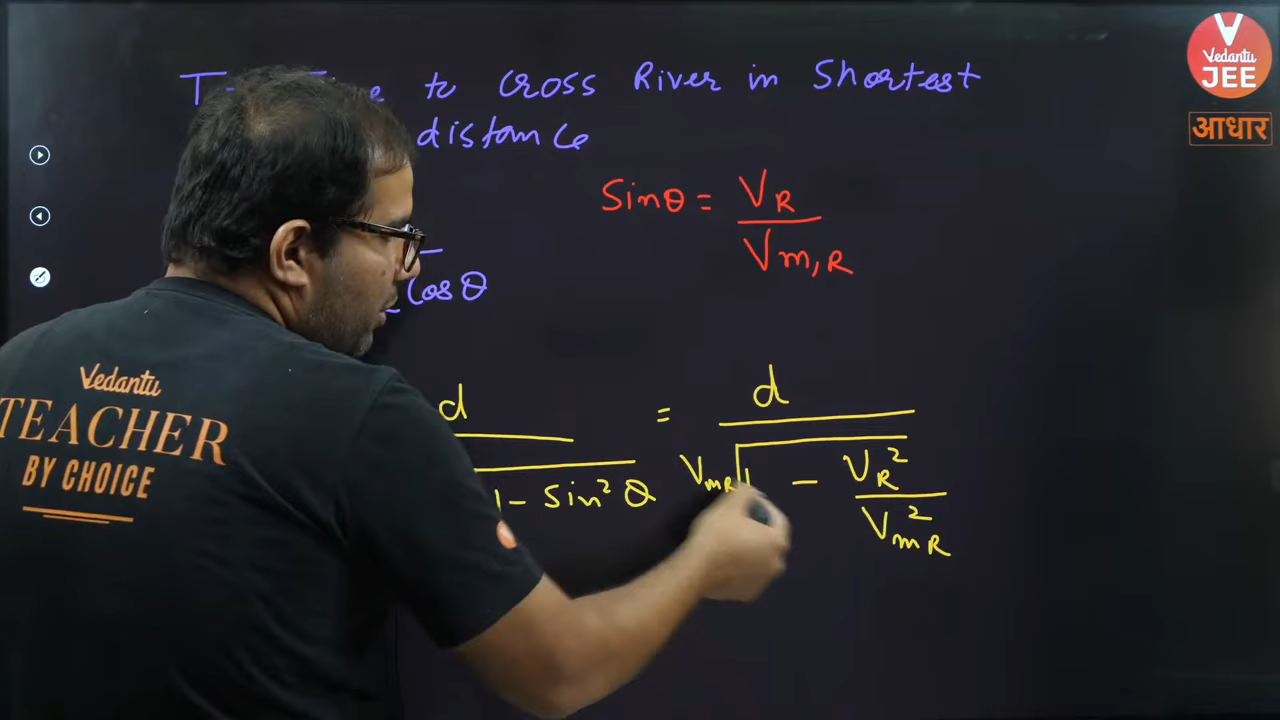 to Cross River in Shortest
distance
Sinθ = V_R / V_m,R
Cosθ
d = d
1 - Sin² θ V_mR √1 - V_R² / V_mR²
Vedantu
TEACHER
BY CHOICE
Vedantu
JEE
आधार